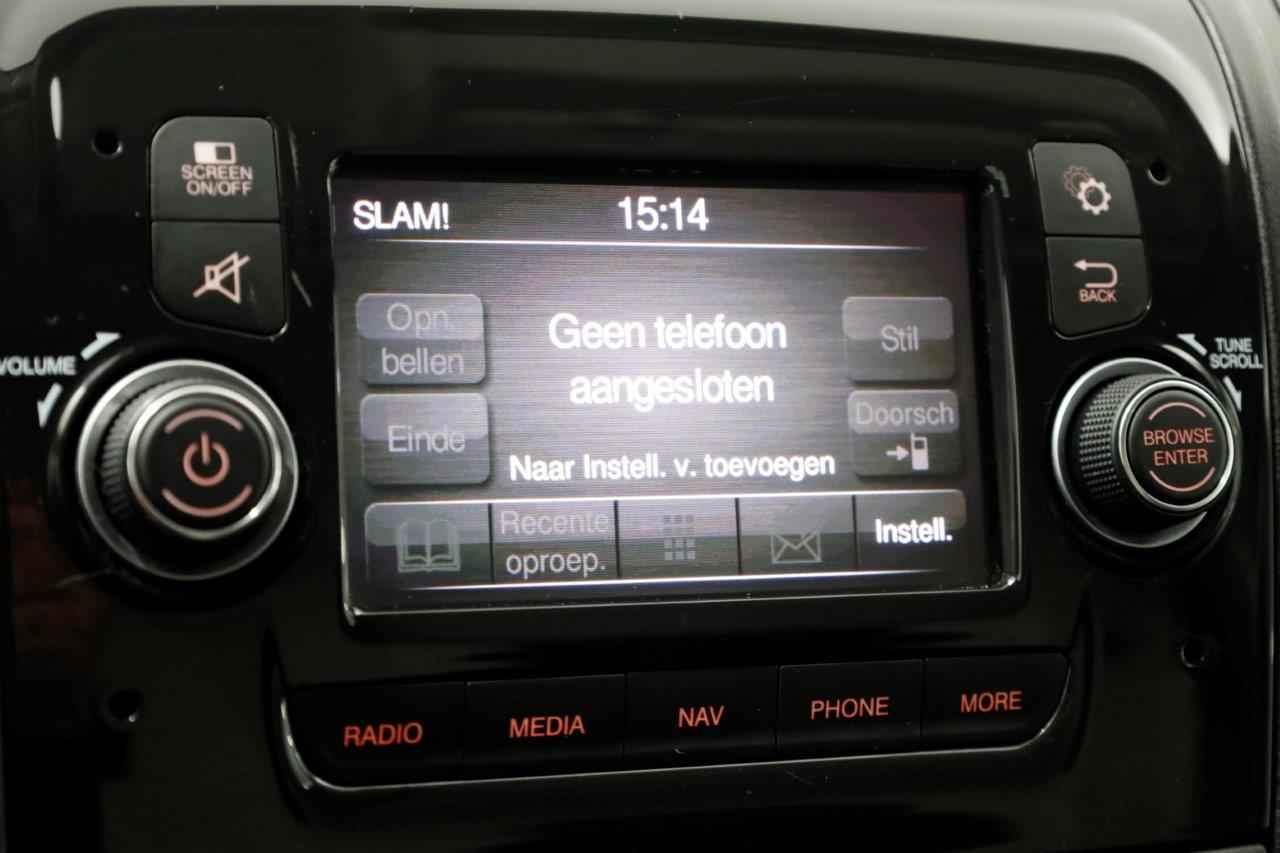 SCREEN
ON/OFF
SLAM!
15:14
VOLUME
TUNE
SCROLL
BACK
Opn.
bellen
Geen telefoon
aangesloten
Stil
Einde
Doorsch
BROWSE
ENTER
Naar Instell. v. toevoegen
Recente
oproep.
Instell.
RADIO
MEDIA
NAV
PHONE
MORE